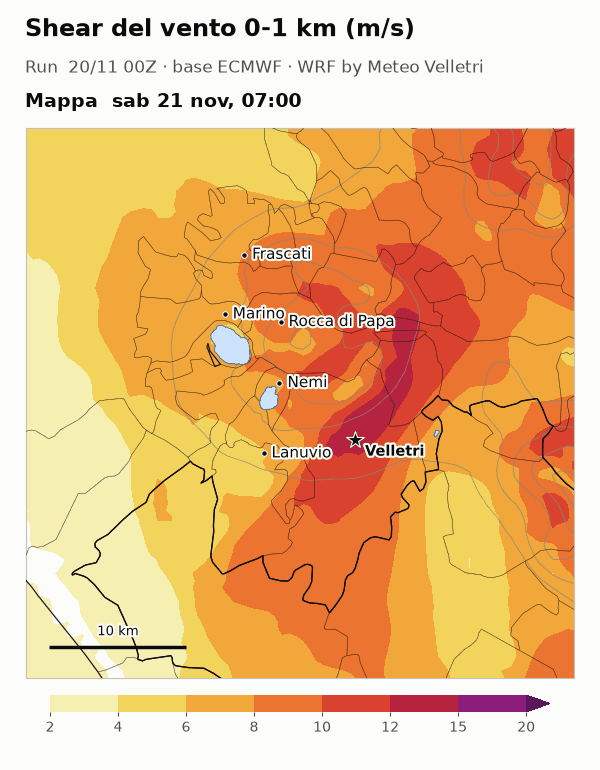 Shear del vento 0-1 km (m/s)
Run  20/11 00Z · base ECMWF · WRF by Meteo Velletri
Mappa  sab 21 nov, 07:00
Frascati
Marino
Rocca di Papa
Nemi
Velletri
Lanuvio
10 km
2 4 6 8 10 12 15 20